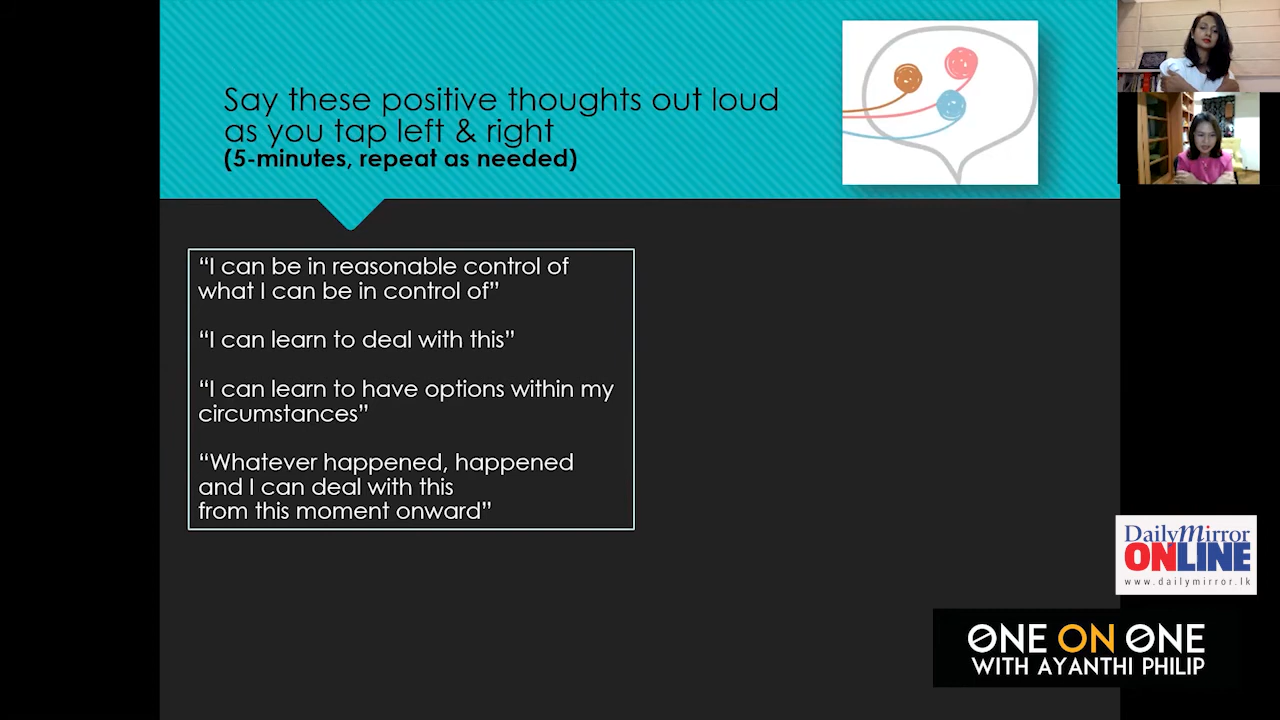 Say these positive thoughts out loud
as you tap left & right
(5-minutes, repeat as needed)
“I can be in reasonable control of
what I can be in control of”
“I can learn to deal with this”
“I can learn to have options within my
circumstances”
“Whatever happened, happened
and I can deal with this
from this moment onward”
DailyMirror
ONLINE
www.dailymirror.lk
ONE ON ONE
WITH AYANTHI PHILIP